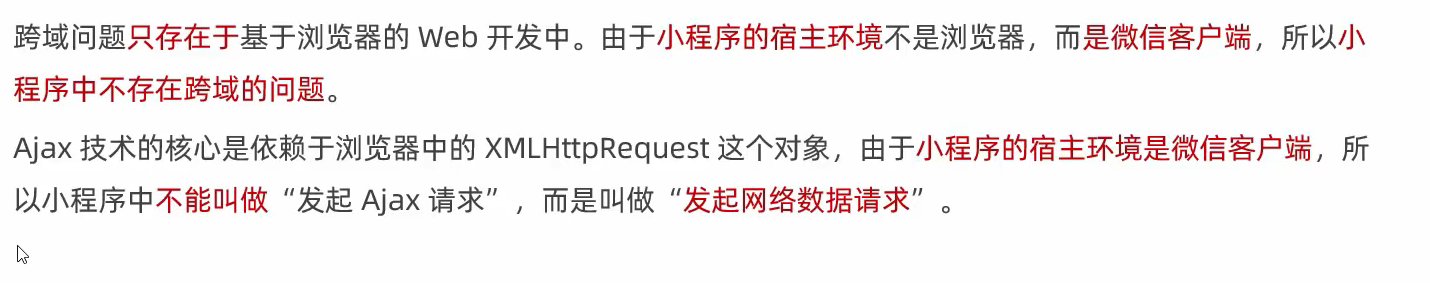 跨域问题只存在于基于浏览器的 Web 开发中。由于小程序的宿主环境不是浏览器，而是微信客户端，所以小
程序中不存在跨域的问题。
Ajax 技术的核心是依赖于浏览器中的 XMLHttpRequest 这个对象，由于小程序的宿主环境是微信客户端，所
以小程序中不能叫做“发起 Ajax 请求”，而是叫做“发起网络数据请求”。